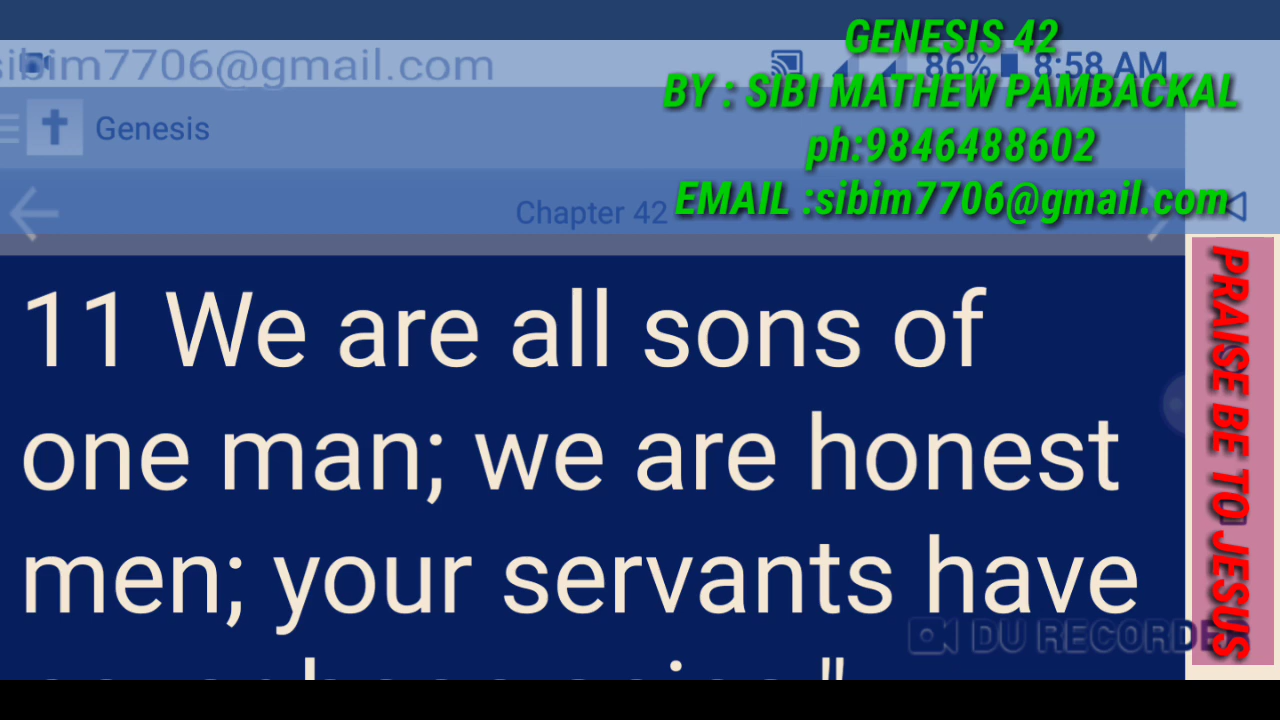 GENESIS 42
sibim7706@gmail.com
86% 8:58 AM
BY : SIBI MATHEW PAMBACKAL
Genesis
ph:9846488602
EMAIL :sibim7706@gmail.com
Chapter 42
PRAISE BE TO JESUS
11 We are all sons of
one man; we are honest
men; your servants have
DU RECORDER